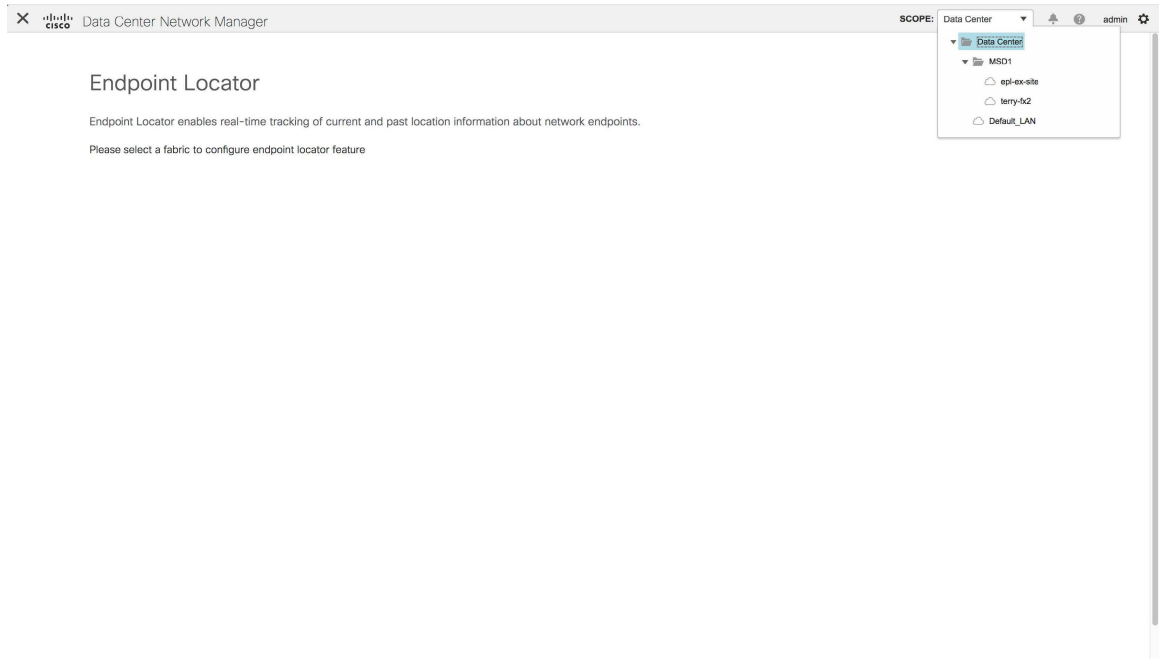 cisco Data Center Network Manager
SCOPE: Data Center admin
Data Center
MSD1
epl-ex-site
terry-fx2
Default_LAN
Endpoint Locator
Endpoint Locator enables real-time tracking of current and past location information about network endpoints.
Please select a fabric to configure endpoint locator feature